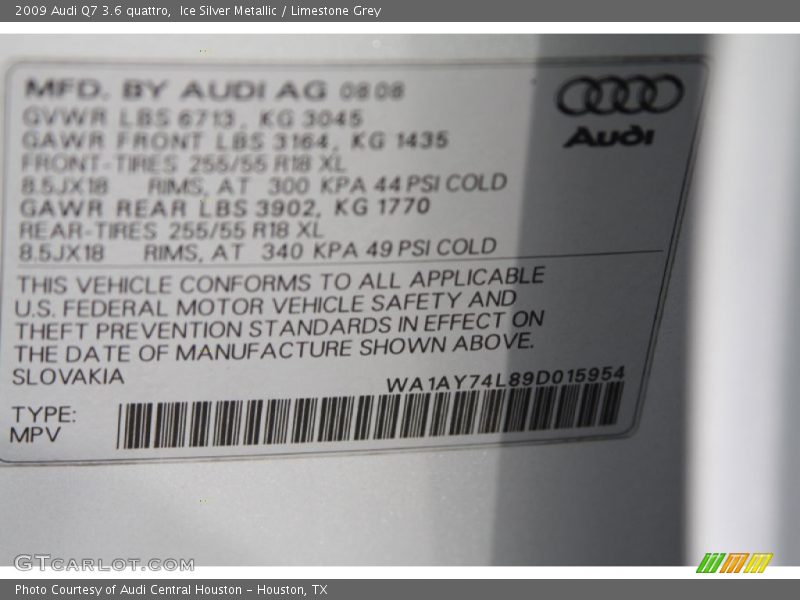 2009 Audi Q7 3.6 quattro,  Ice Silver Metallic / Limestone Grey
MFD. BY AUDI AG 0808
GVWR LBS 6713, KG 3045
GAWR FRONT LBS 3164, KG 1435
FRONT-TIRES 255/55 R18 XL
8.5JX18 RIMS, AT 300 KPA 44 PSI COLD
GAWR REAR LBS 3902, KG 1770
REAR-TIRES 255/55 R18 XL
8.5JX18 RIMS, AT 340 KPA 49 PSI COLD
Audi
THIS VEHICLE CONFORMS TO ALL APPLICABLE
U.S. FEDERAL MOTOR VEHICLE SAFETY AND
THEFT PREVENTION STANDARDS IN EFFECT ON
THE DATE OF MANUFACTURE SHOWN ABOVE.
SLOVAKIA
WA1AY74L89D015954
TYPE:
MPV
GTcarlot.com
Photo Courtesy of Audi Central Houston - Houston, TX